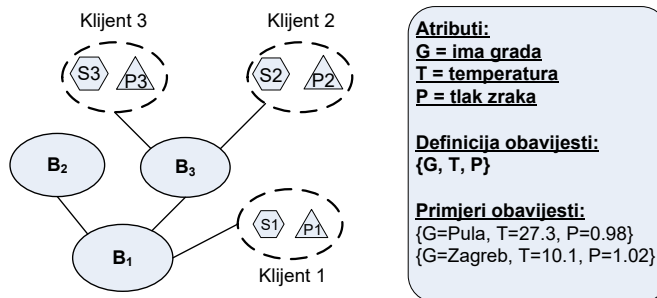 Klijent 3
Klijent 2
S3
P3
S2
P2
B2
B3
S1
P1
B1
Klijent 1
Atributi:
G = ima grada
T = temperatura
P = tlak zraka
Definicija obavijesti:
{G, T, P}
Primjeri obavijesti:
{G=Pula, T=27.3, P=0.98}
{G=Zagreb, T=10.1, P=1.02}